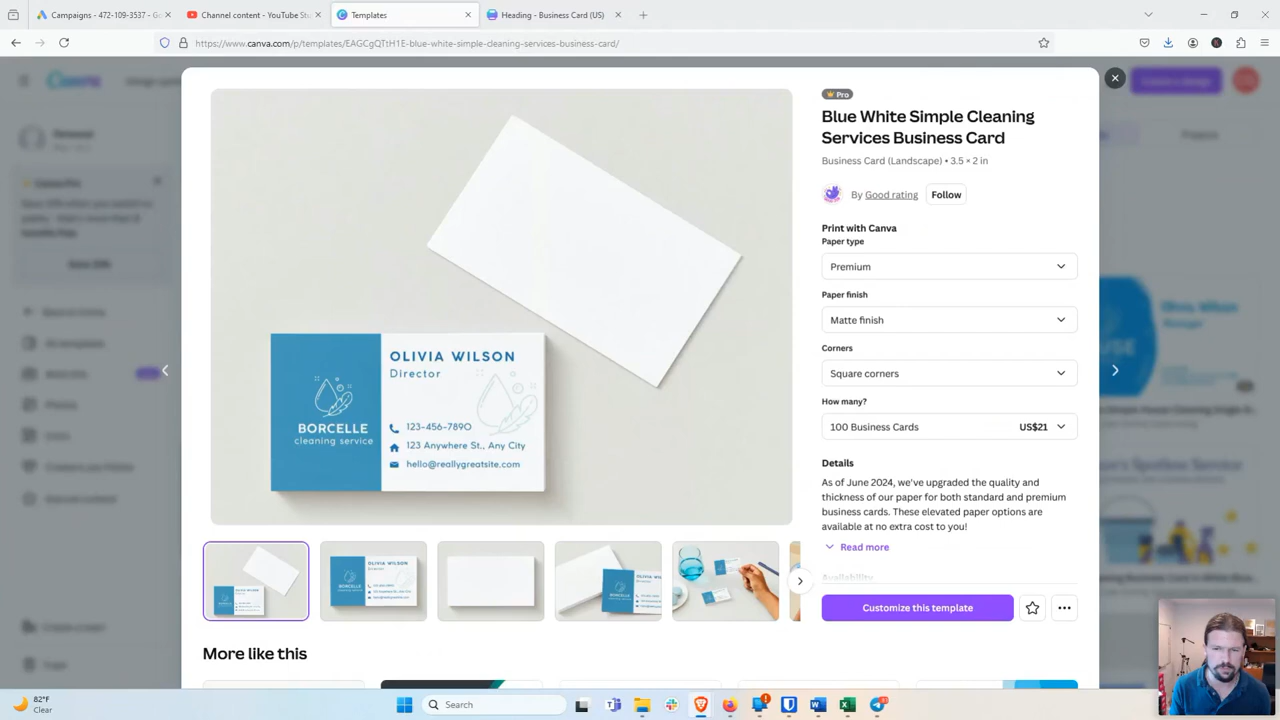 Campaigns - 472-109-3537 - Go
Channel content - YouTube St
Templates
Heading - Business Card (US)
https://www.canva.com/p/templates/EAGCgQTtH1E-blue-white-simple-cleaning-services-business-card/
Pro
Blue White Simple Cleaning
Services Business Card
Business Card (Landscape) • 3.5 × 2 in
By Good rating
Follow
Print with Canva
Paper type
Premium
Paper finish
Matte finish
Corners
Square corners
How many?
100 Business Cards US$21
Details
As of June 2024, we've upgraded the quality and
thickness of our paper for both standard and premium
business cards. These elevated paper options are
available at no extra cost to you!
Read more
Availability
Customize this template
OLIVIA WILSON
Director
BORCELLE
cleaning service
123-456-7890
123 Anywhere St., Any City
hello@reallygreatsite.com
More like this
82°F
Clear
Search